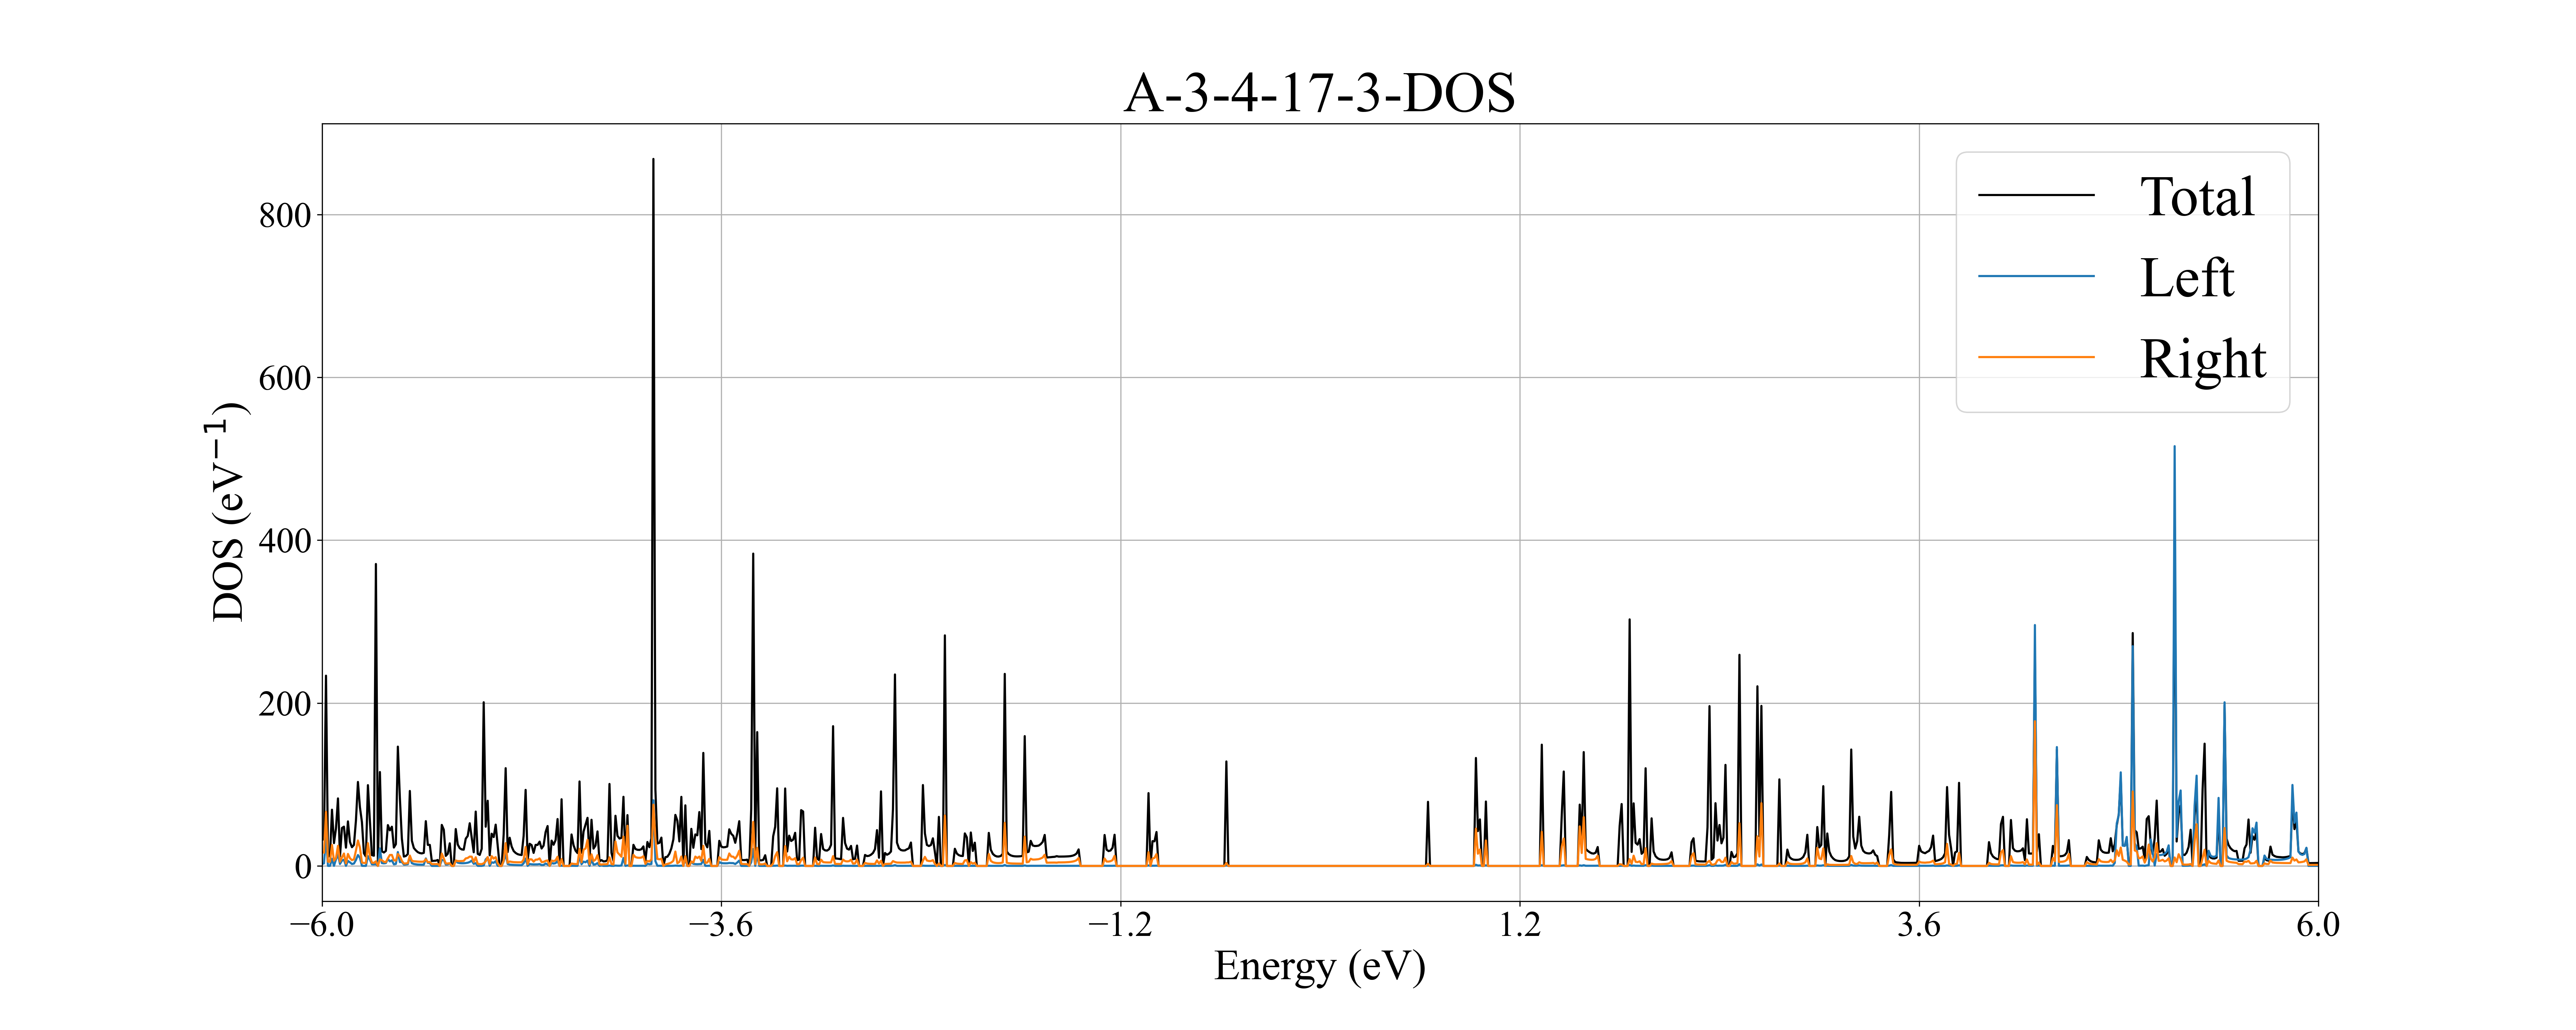 A-3-4-17-3-DOS
Total
Left
Right
800
600
400
200
0
DOS (eV⁻¹)
−6.0
−3.6
−1.2
1.2
3.6
6.0
Energy (eV)